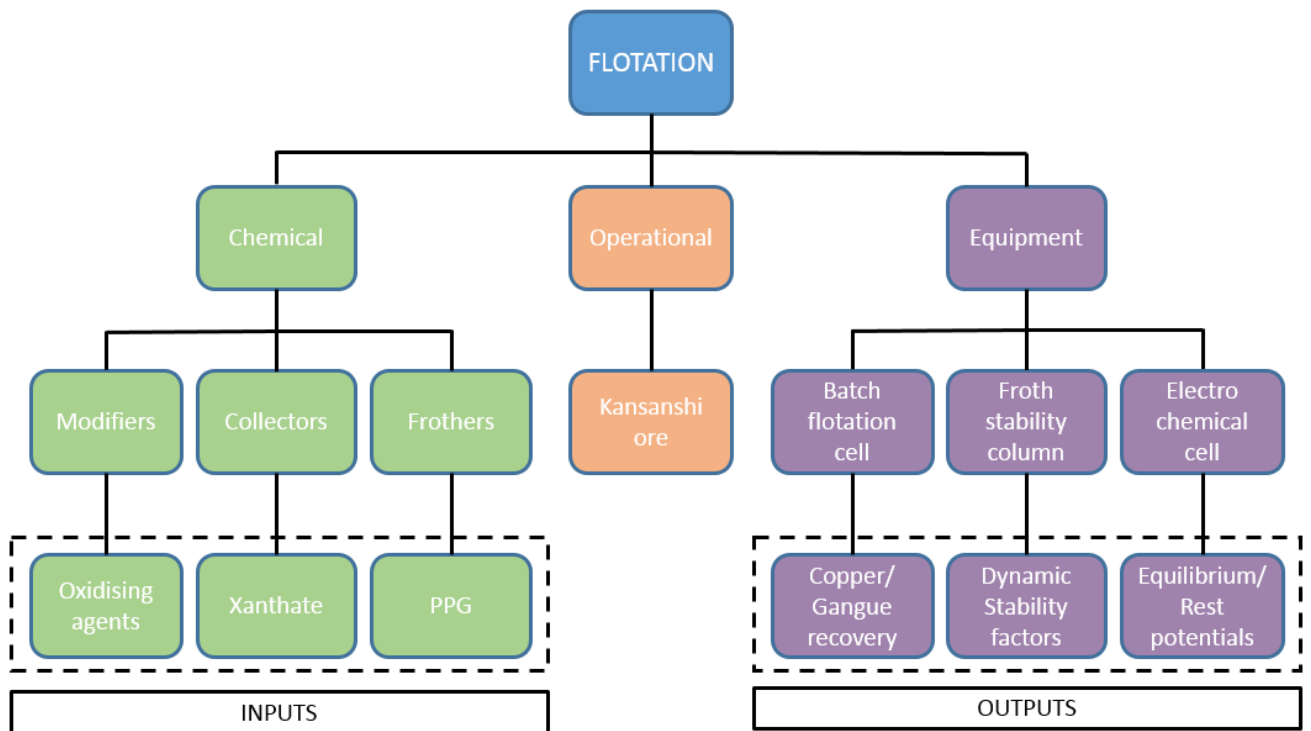 FLOTATION
Chemical
Operational
Equipment
Modifiers
Collectors
Frothers
Kansanshi
ore
Batch
flotation
cell
Froth
stability
column
Electro
chemical
cell
Oxidising
agents
Xanthate
PPG
Copper/
Gangue
recovery
Dynamic
Stability
factors
Equilibrium/
Rest
potentials
INPUTS
OUTPUTS